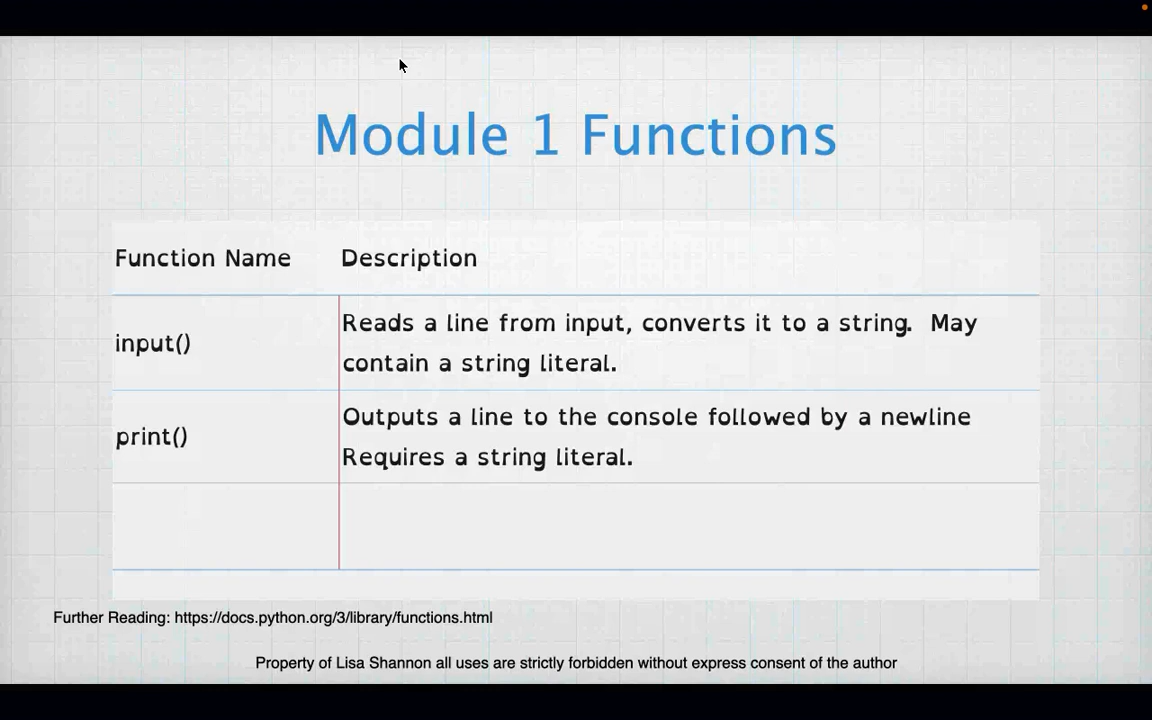 Module 1 Functions
Function Name Description
input()
Reads a line from input, converts it to a string.  May
contain a string literal.
print()
Outputs a line to the console followed by a newline
Requires a string literal.
Further Reading: https://docs.python.org/3/library/functions.html
Property of Lisa Shannon all uses are strictly forbidden without express consent of the author